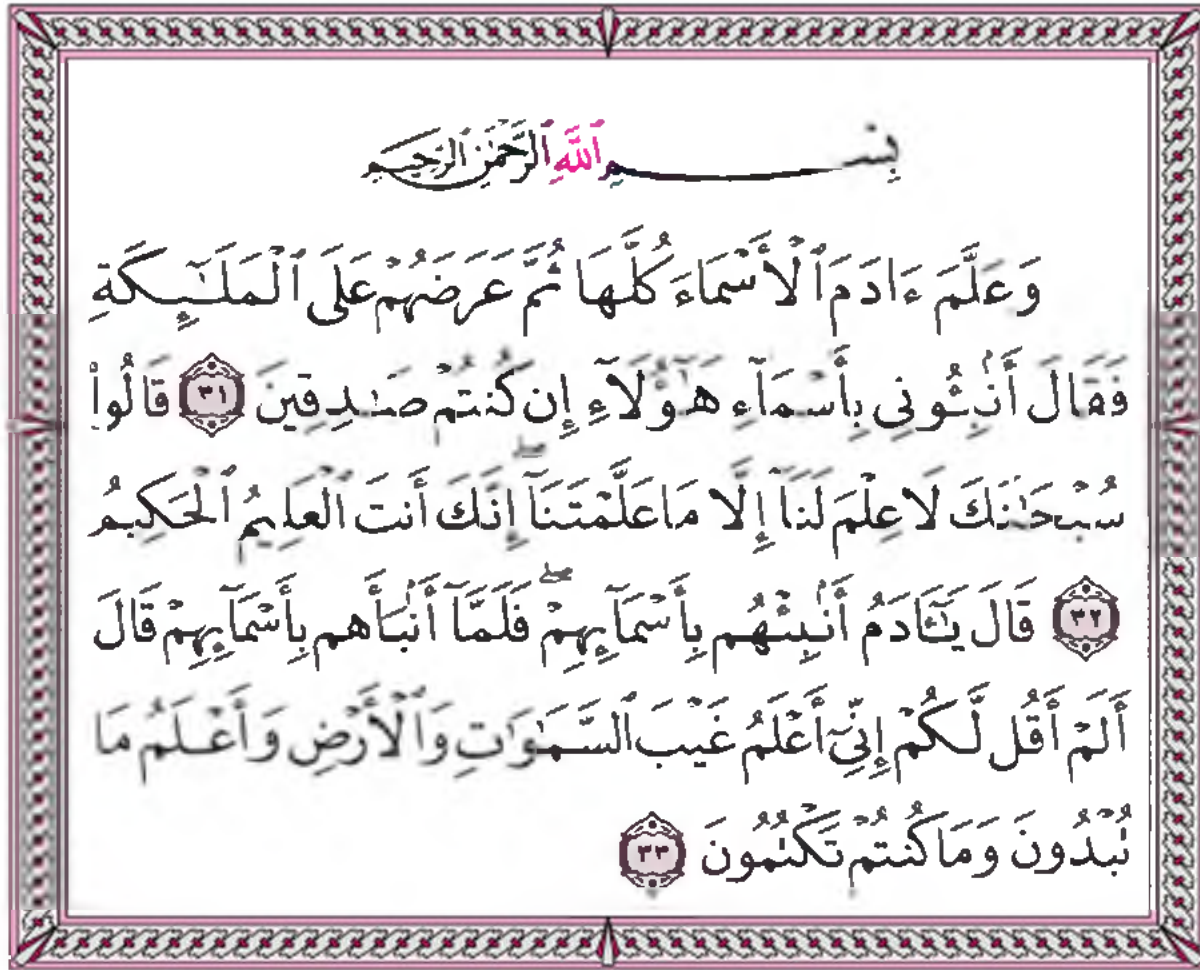 بِسْمِ ٱللَّهِ ٱلرَّحْمَٰنِ ٱلرَّحِيمِ
وَعَلَّمَ ءَادَمَ ٱلْأَسْمَاءَ كُلَّهَا ثُمَّ عَرَضَهُمْ عَلَى ٱلْمَلَٰٓئِكَةِ
فَقَالَ أَنۢبِـُٔونِى بِأَسْمَآءِ هَٰٓؤُلَآءِ إِن كُنتُمْ صَٰدِقِينَ ٣١ قَالُوا۟
سُبْحَٰنَكَ لَا عِلْمَ لَنَآ إِلَّا مَا عَلَّمْتَنَآ ۖ إِنَّكَ أَنتَ ٱلْعَلِيمُ ٱلْحَكِيمُ
٣٢ قَالَ يَٰٓـَٔادَمُ أَنۢبِئْهُم بِأَسْمَآئِهِمْ ۖ فَلَمَّآ أَنۢبَأَهُم بِأَسْمَآئِهِمْ قَالَ
أَلَمْ أَقُل لَّكُمْ إِنِّىٓ أَعْلَمُ غَيْبَ ٱلسَّمَٰوَٰتِ وَٱلْأَرْضِ وَأَعْلَمُ مَا
تُبْدُونَ وَمَا كُنتُمْ تَكْتُمُونَ ٣٣